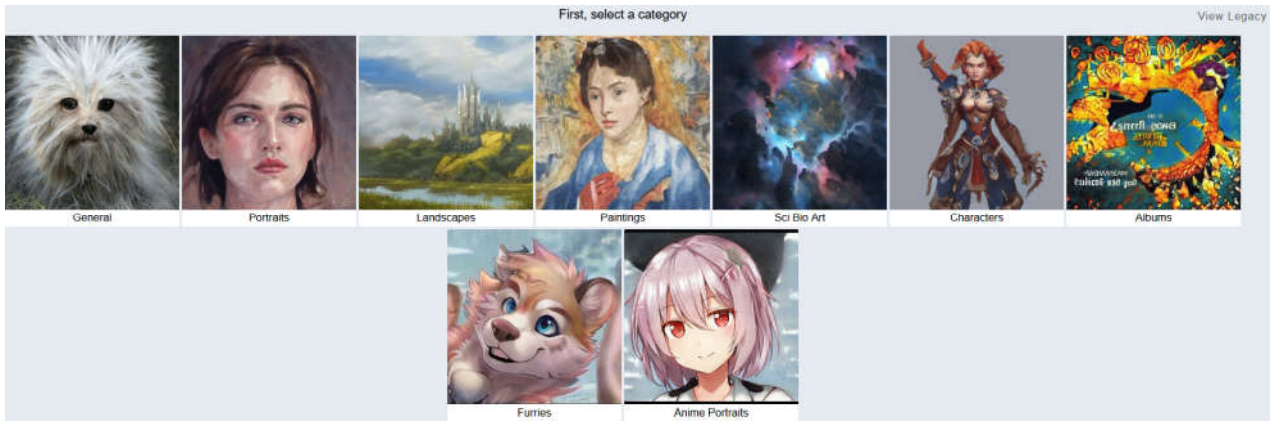 First, select a category
View Legacy
General
Portraits
Landscapes
Paintings
Sci Bio Art
Characters
Albums
Furries
Anime Portraits